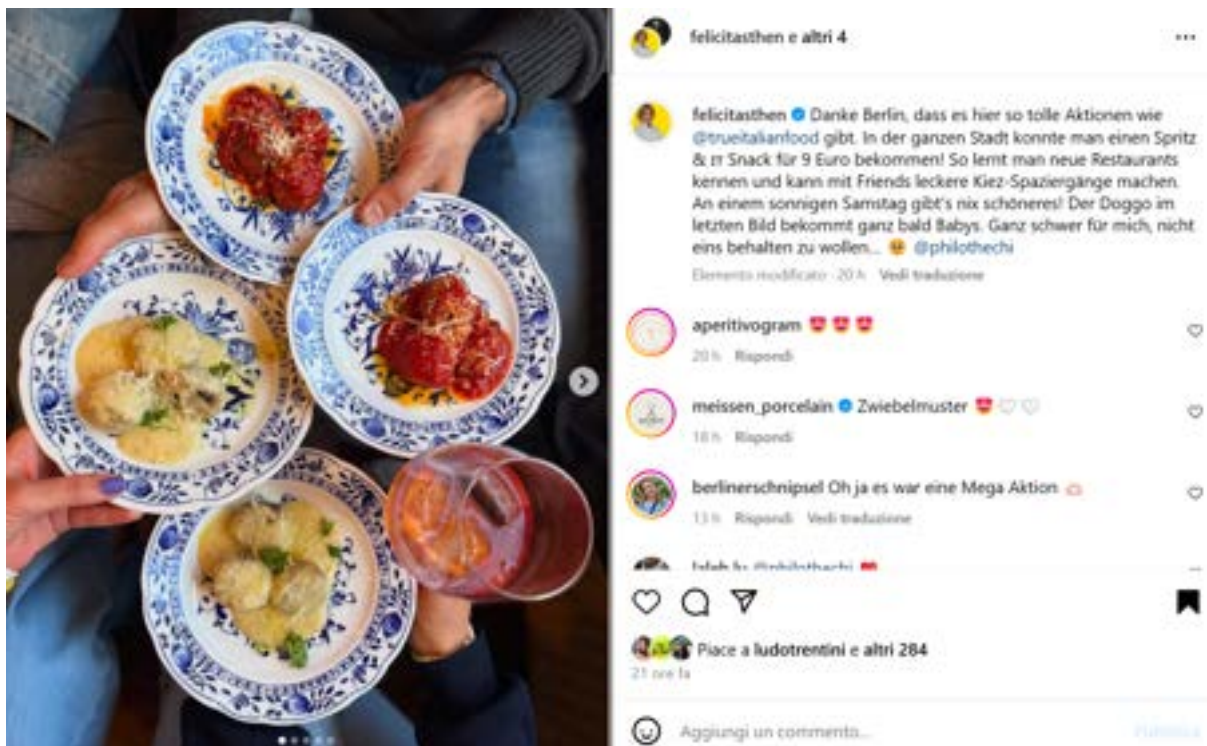 felicitasthen e altri 4
felicitasthen Danke Berlin, dass es hier so tolle Aktionen wie
@trueitalianfood gibt. In der ganzen Stadt konnte man einen Spritz
& Snack für 9 Euro bekommen! So lernt man neue Restaurants
kennen und kann mit Friends leckere Kiez-Spaziergänge machen.
An einem sonnigen Samstag gibt's nix schöneres! Der Doggo im
letzten Bild bekommt ganz bald Babys. Ganz schwer für mich, nicht
eins behalten zu wollen... 🥺 @philothechi
Elemento modificato · 20 h Vedi traduzione
aperitivogram 😍 😍 😍
20 h Rispondi
meissen_porcelain Zwiebelmuster 😍 🤍 🤍
18 h Rispondi
berlinerschnipsel Oh ja es war eine Mega Aktion
13 h Rispondi Vedi traduzione
@philothechi
Piace a ludotrentini e altri 284
21 ore fa
Aggiungi un commento...
Pubblica